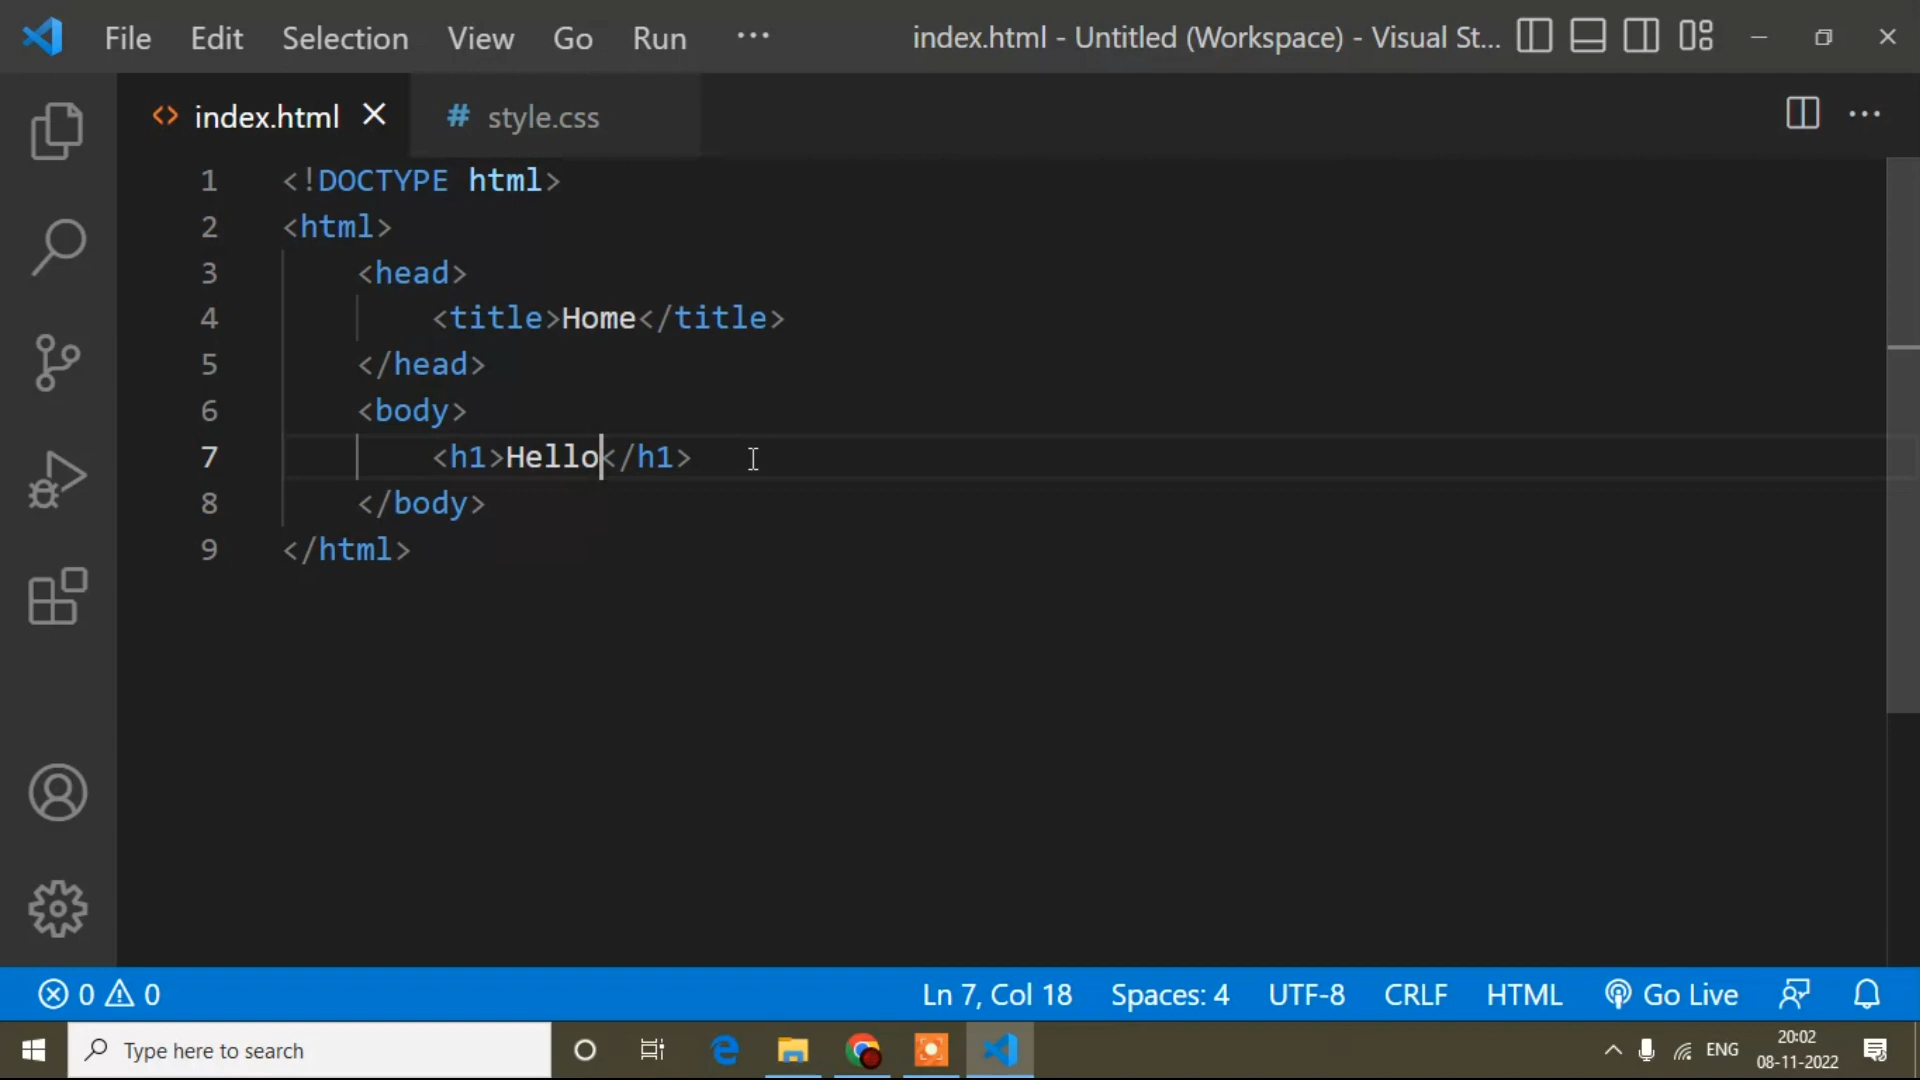 File Edit Selection View Go Run ··· index.html - Untitled (Workspace) - Visual St...
index.html # style.css
1 <!DOCTYPE html>
2 <html>
3 <head>
4 <title>Home</title>
5 </head>
6 <body>
7 <h1>Hello</h1>
8 </body>
9 </html>
0 0 Ln 7, Col 18 Spaces: 4 UTF-8 CRLF HTML Go Live
Type here to search ENG 20:02
08-11-2022